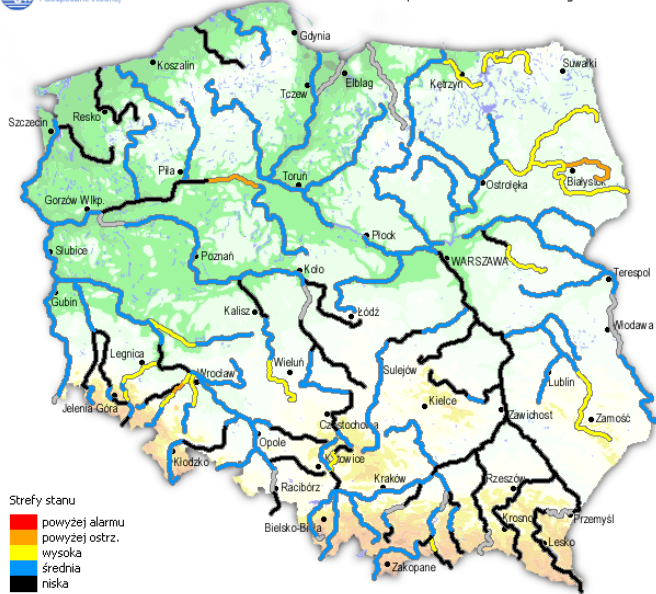 Gdynia
Koszalin
Suwałki
Elbląg
Kętrzyn
Tczew
Resko
Szczecin
Piła
Toruń
Ostrołęka
Białystok
Gorzów Wlkp.
Płock
Słubice
Poznań
Koło
WARSZAWA
Terespol
Gubin
Kalisz
Łódź
Włodawa
Legnica
Wieluń
Sulejów
Wrocław
Lublin
Jelenia Góra
Kielce
Zawichost
Zamość
Częstochowa
Opole
Kłodzko
Katowice
Racibórz
Kraków
Rzeszów
Bielsko-Biała
Krosno
Przemyśl
Lesko
Zakopane
Strefy stanu
powyżej alarmu
powyżej ostrz.
wysoka
średnia
niska